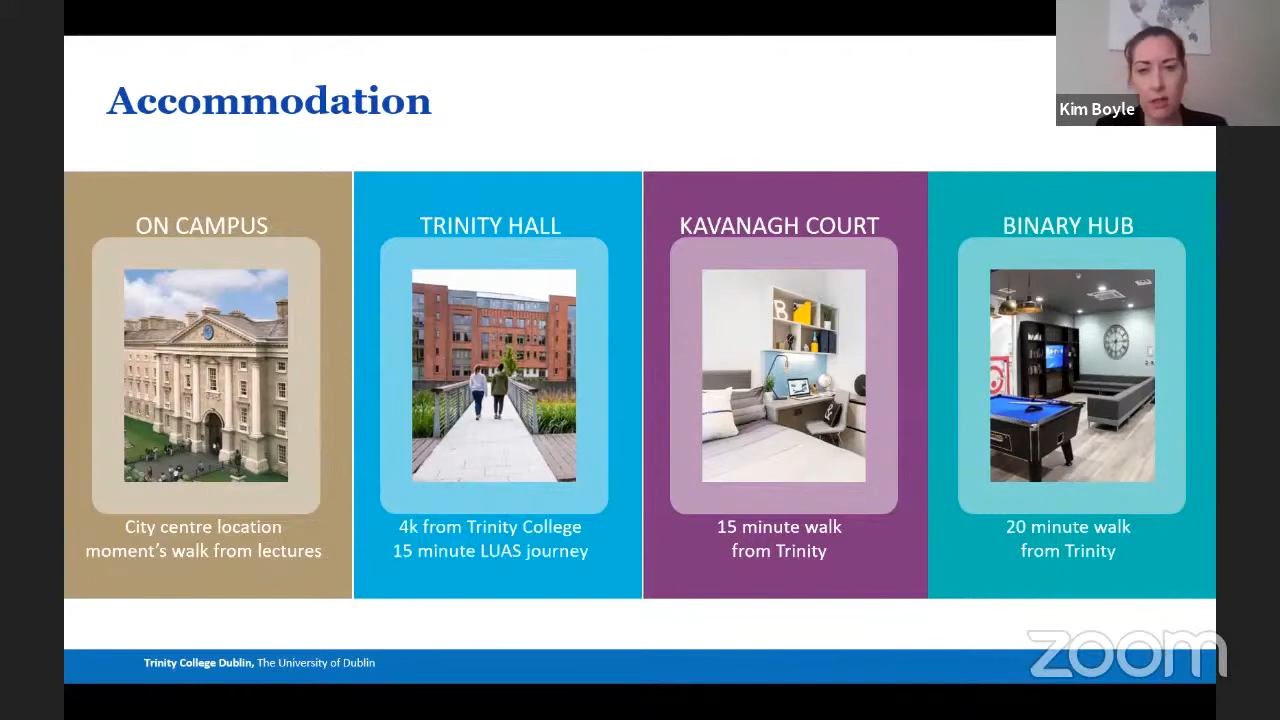 Accommodation
Kim Boyle
ON CAMPUS
TRINITY HALL
KAVANAGH COURT
BINARY HUB
B
City centre location
moment's walk from lectures
4k from Trinity College
15 minute LUAS journey
15 minute walk
from Trinity
20 minute walk
from Trinity
zoom
Trinity College Dublin, The University of Dublin